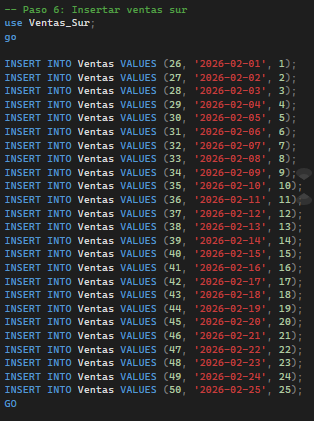 -- Paso 6: Insertar ventas sur
use Ventas_Sur;
go
INSERT INTO Ventas VALUES (26, '2026-02-01', 1);
INSERT INTO Ventas VALUES (27, '2026-02-02', 2);
INSERT INTO Ventas VALUES (28, '2026-02-03', 3);
INSERT INTO Ventas VALUES (29, '2026-02-04', 4);
INSERT INTO Ventas VALUES (30, '2026-02-05', 5);
INSERT INTO Ventas VALUES (31, '2026-02-06', 6);
INSERT INTO Ventas VALUES (32, '2026-02-07', 7);
INSERT INTO Ventas VALUES (33, '2026-02-08', 8);
INSERT INTO Ventas VALUES (34, '2026-02-09', 9);
INSERT INTO Ventas VALUES (35, '2026-02-10', 10);
INSERT INTO Ventas VALUES (36, '2026-02-11', 11);
INSERT INTO Ventas VALUES (37, '2026-02-12', 12);
INSERT INTO Ventas VALUES (38, '2026-02-13', 13);
INSERT INTO Ventas VALUES (39, '2026-02-14', 14);
INSERT INTO Ventas VALUES (40, '2026-02-15', 15);
INSERT INTO Ventas VALUES (41, '2026-02-16', 16);
INSERT INTO Ventas VALUES (42, '2026-02-17', 17);
INSERT INTO Ventas VALUES (43, '2026-02-18', 18);
INSERT INTO Ventas VALUES (44, '2026-02-19', 19);
INSERT INTO Ventas VALUES (45, '2026-02-20', 20);
INSERT INTO Ventas VALUES (46, '2026-02-21', 21);
INSERT INTO Ventas VALUES (47, '2026-02-22', 22);
INSERT INTO Ventas VALUES (48, '2026-02-23', 23);
INSERT INTO Ventas VALUES (49, '2026-02-24', 24);
INSERT INTO Ventas VALUES (50, '2026-02-25', 25);
GO